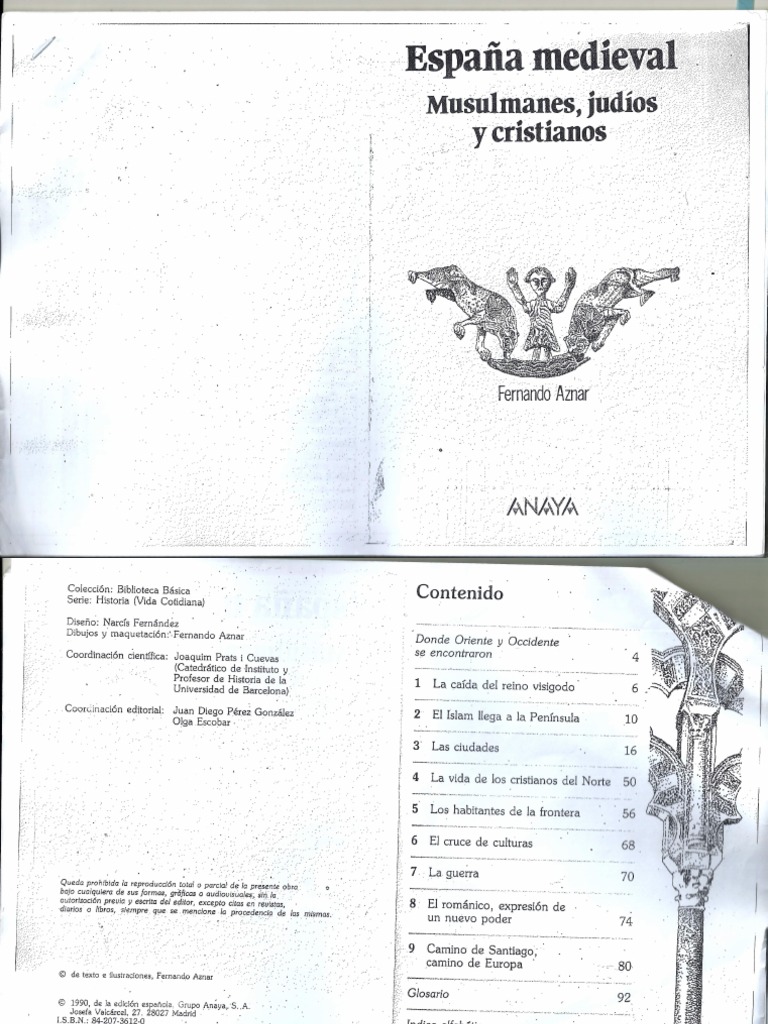 España medieval
Musulmanes, judíos
y cristianos
Fernando Aznar
ANAYA
Colección: Biblioteca Básica
Serie: Historia (Vida Cotidiana)
Diseño: Narcís Fernández
Dibujos y maquetación: Fernando Aznar
Coordinación científica: Joaquim Prats i Cuevas
(Catedrático de Instituto y
Profesor de Historia de la
Universidad de Barcelona)
Coordinación editorial: Juan Diego Pérez González
Olga Escobar
Queda prohibida la reproducción total o parcial de la presente obra
bajo cualquiera de sus formas, gráficas o audiovisuales, sin la
autorización previa y escrita del editor, excepto citas en revistas,
diarios o libros, siempre que se mencione la procedencia de las mismas.
© de texto e ilustraciones, Fernando Aznar
© 1990, de la edición española, Grupo Anaya, S. A.
Josefa Valcárcel, 27. 28027 Madrid
I.S.B.N.: 84-207-3612-0
Contenido
Donde Oriente y Occidente
se encontraron 4
1 La caída del reino visigodo 6
2 El Islam llega a la Península 10
3 Las ciudades 16
4 La vida de los cristianos del Norte 50
5 Los habitantes de la frontera 56
6 El cruce de culturas 68
7 La guerra 70
8 El románico, expresión de
un nuevo poder 74
9 Camino de Santiago,
camino de Europa 80
Glosario 92